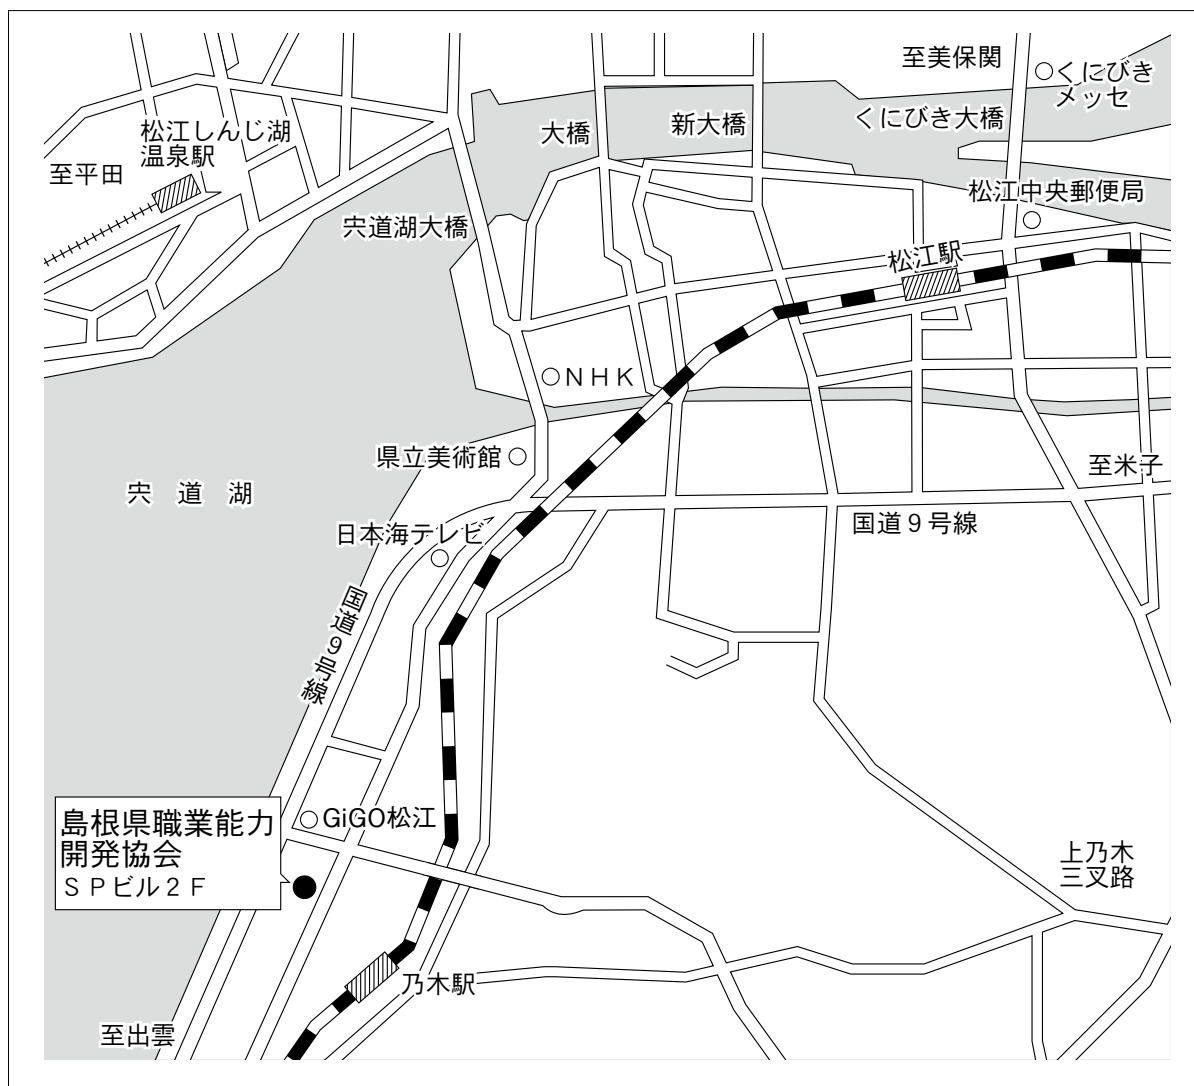 至美保関
くにびき
メッセ
くにびき大橋
新大橋
大橋
松江しんじ湖
温泉駅
至平田
松江中央郵便局
宍道湖大橋
松江駅
ＮＨＫ
県立美術館
至米子
宍道湖
国道９号線
日本海テレビ
国道９号線
島根県職業能力
開発協会
ＳＰビル２Ｆ
GiGO松江
上乃木
三叉路
乃木駅
至出雲